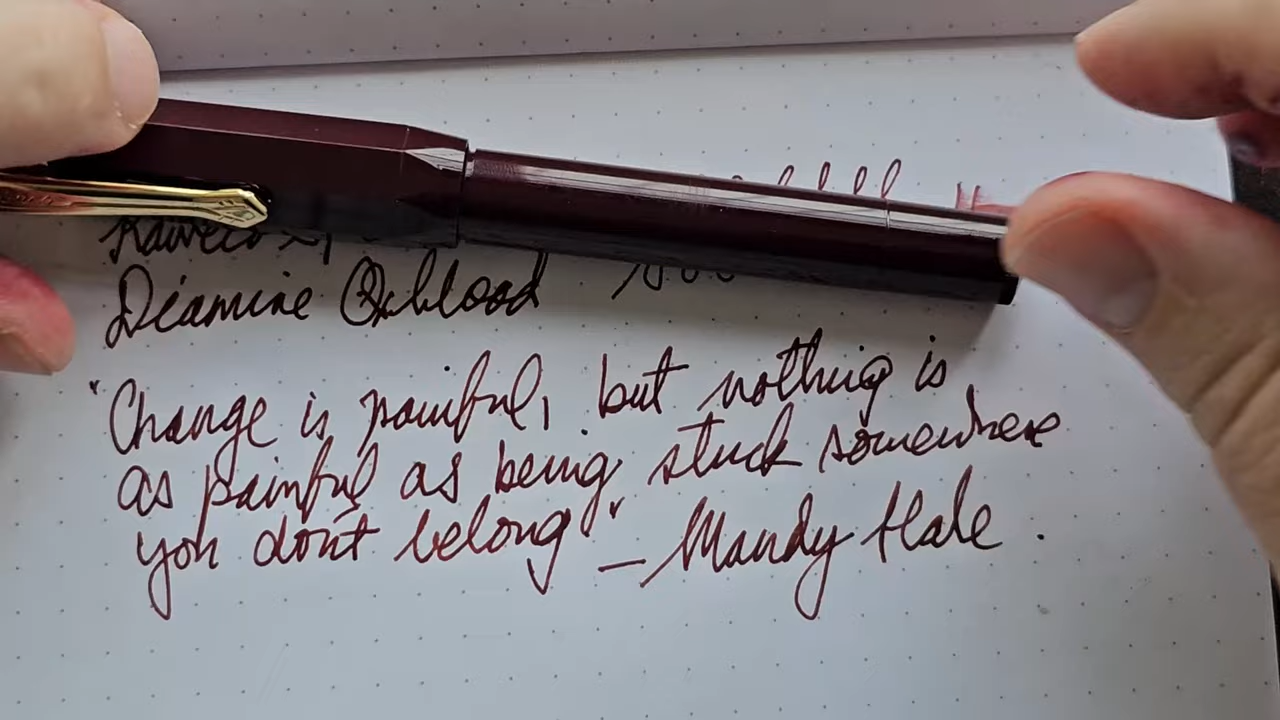 Kaweco
Diamine Oxblood
"Change is painful, but nothing is
as painful as being stuck somewhere
you don't belong" - Mandy Hale.